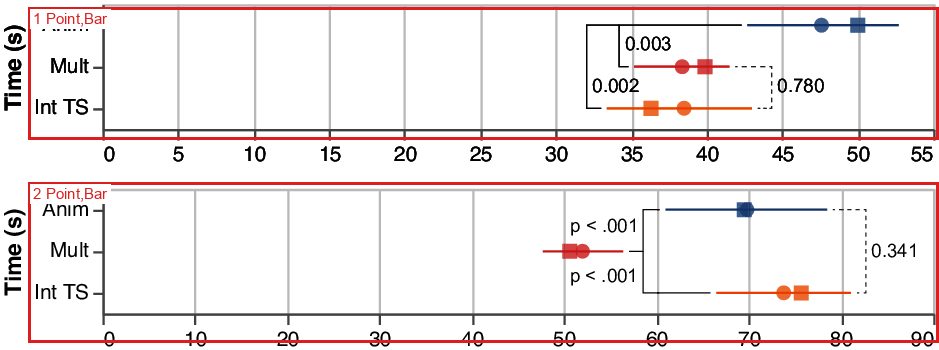 1 Point,Bar
Time (s)
0.003
Mult
0.002
0.780
Int TS
0 5 10 15 20 25 30 35 40 45 50 55
2 Point,Bar
Time (s)
Anim
p < .001
Mult
0.341
p < .001
Int TS
0 10 20 30 40 50 60 70 80 90